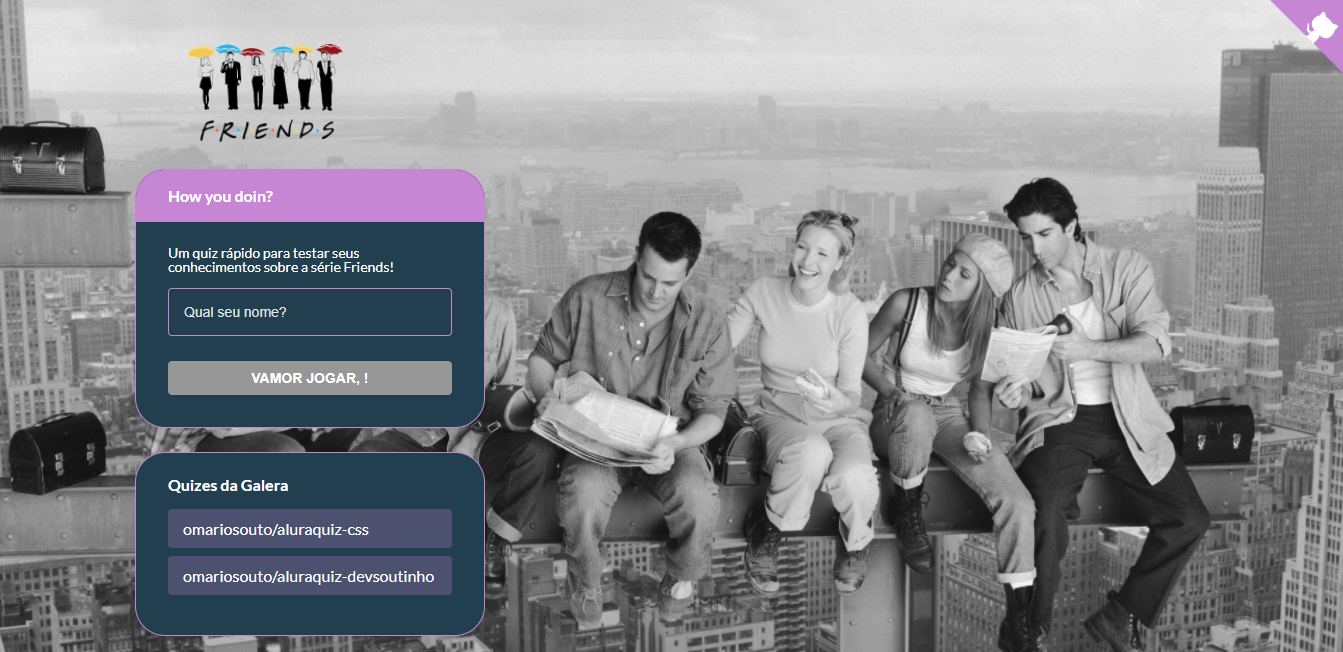 F·R·I·E·N·D·S
How you doin?
Um quiz rápido para testar seus
conhecimentos sobre a série Friends!
Qual seu nome?
VAMOR JOGAR, !
Quizes da Galera
omariosouto/aluraquiz-css
omariosouto/aluraquiz-devsoutinho